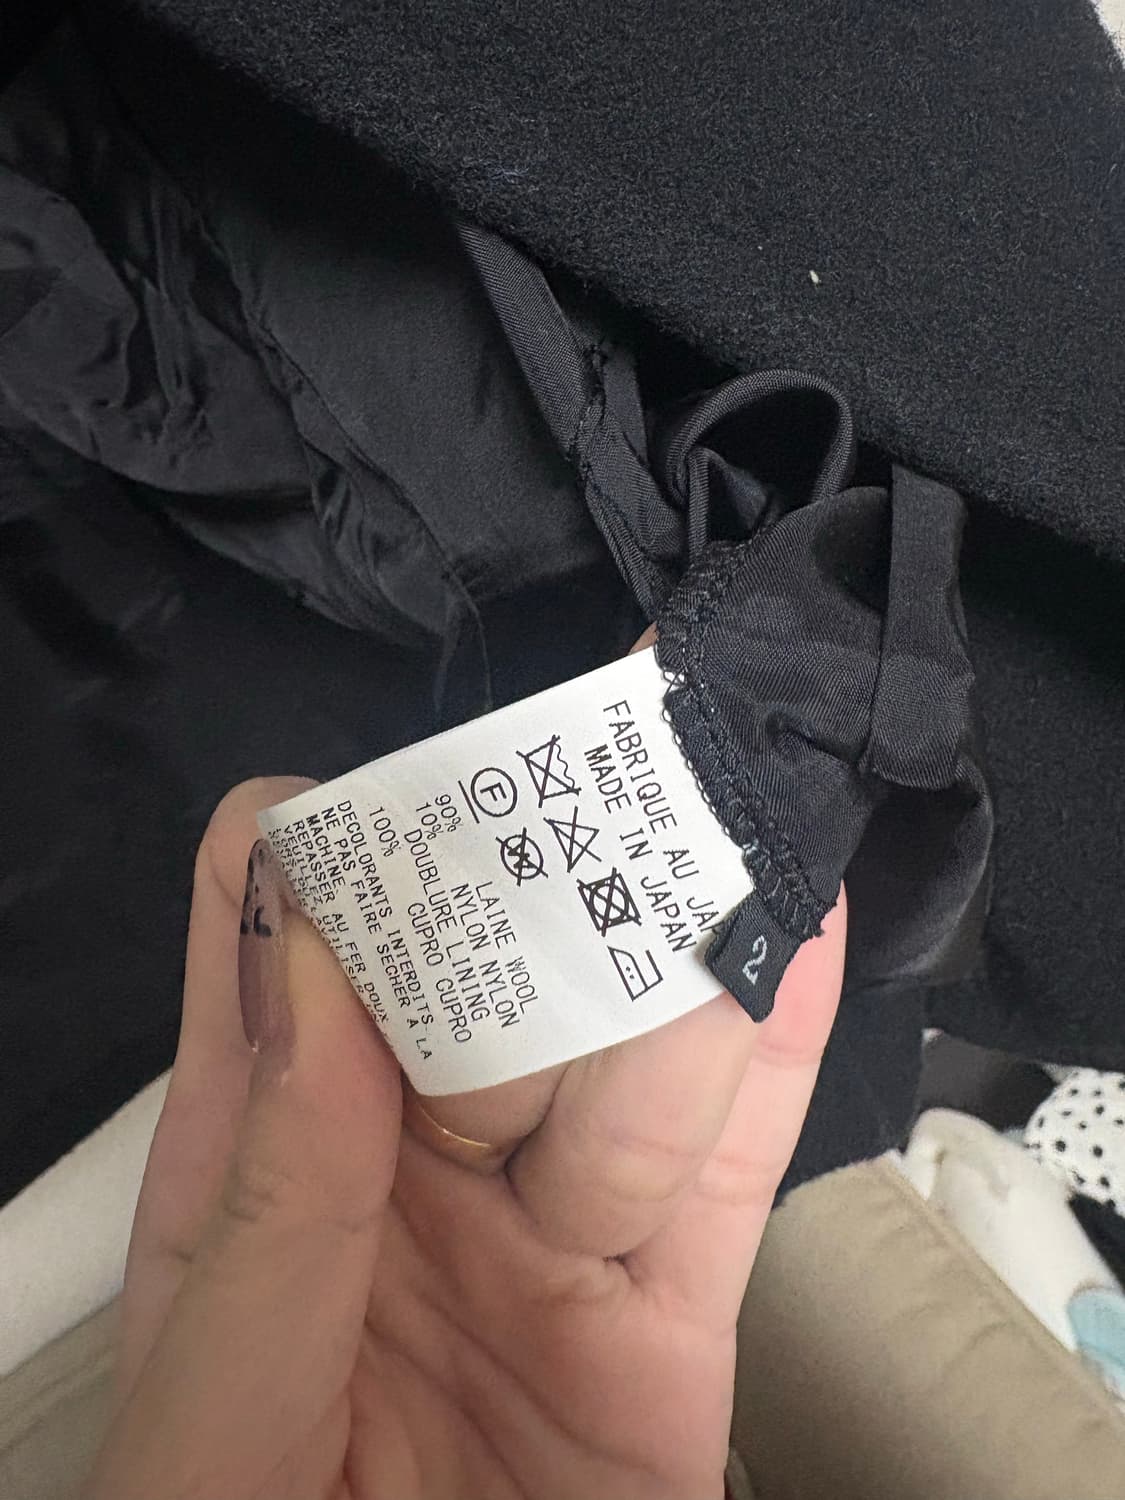 FABRIQUE AU JA
MADE IN JAPAN
F
W
90% LAINE WOOL
10% NYLON NYLON
DOUBLURE LINING
100% CUPRO CUPRO
DECOLORANTS INTERDITS
NE PAS FAIRE SECHER A LA
MACHINE
REPASSER AU FER DOUX
2